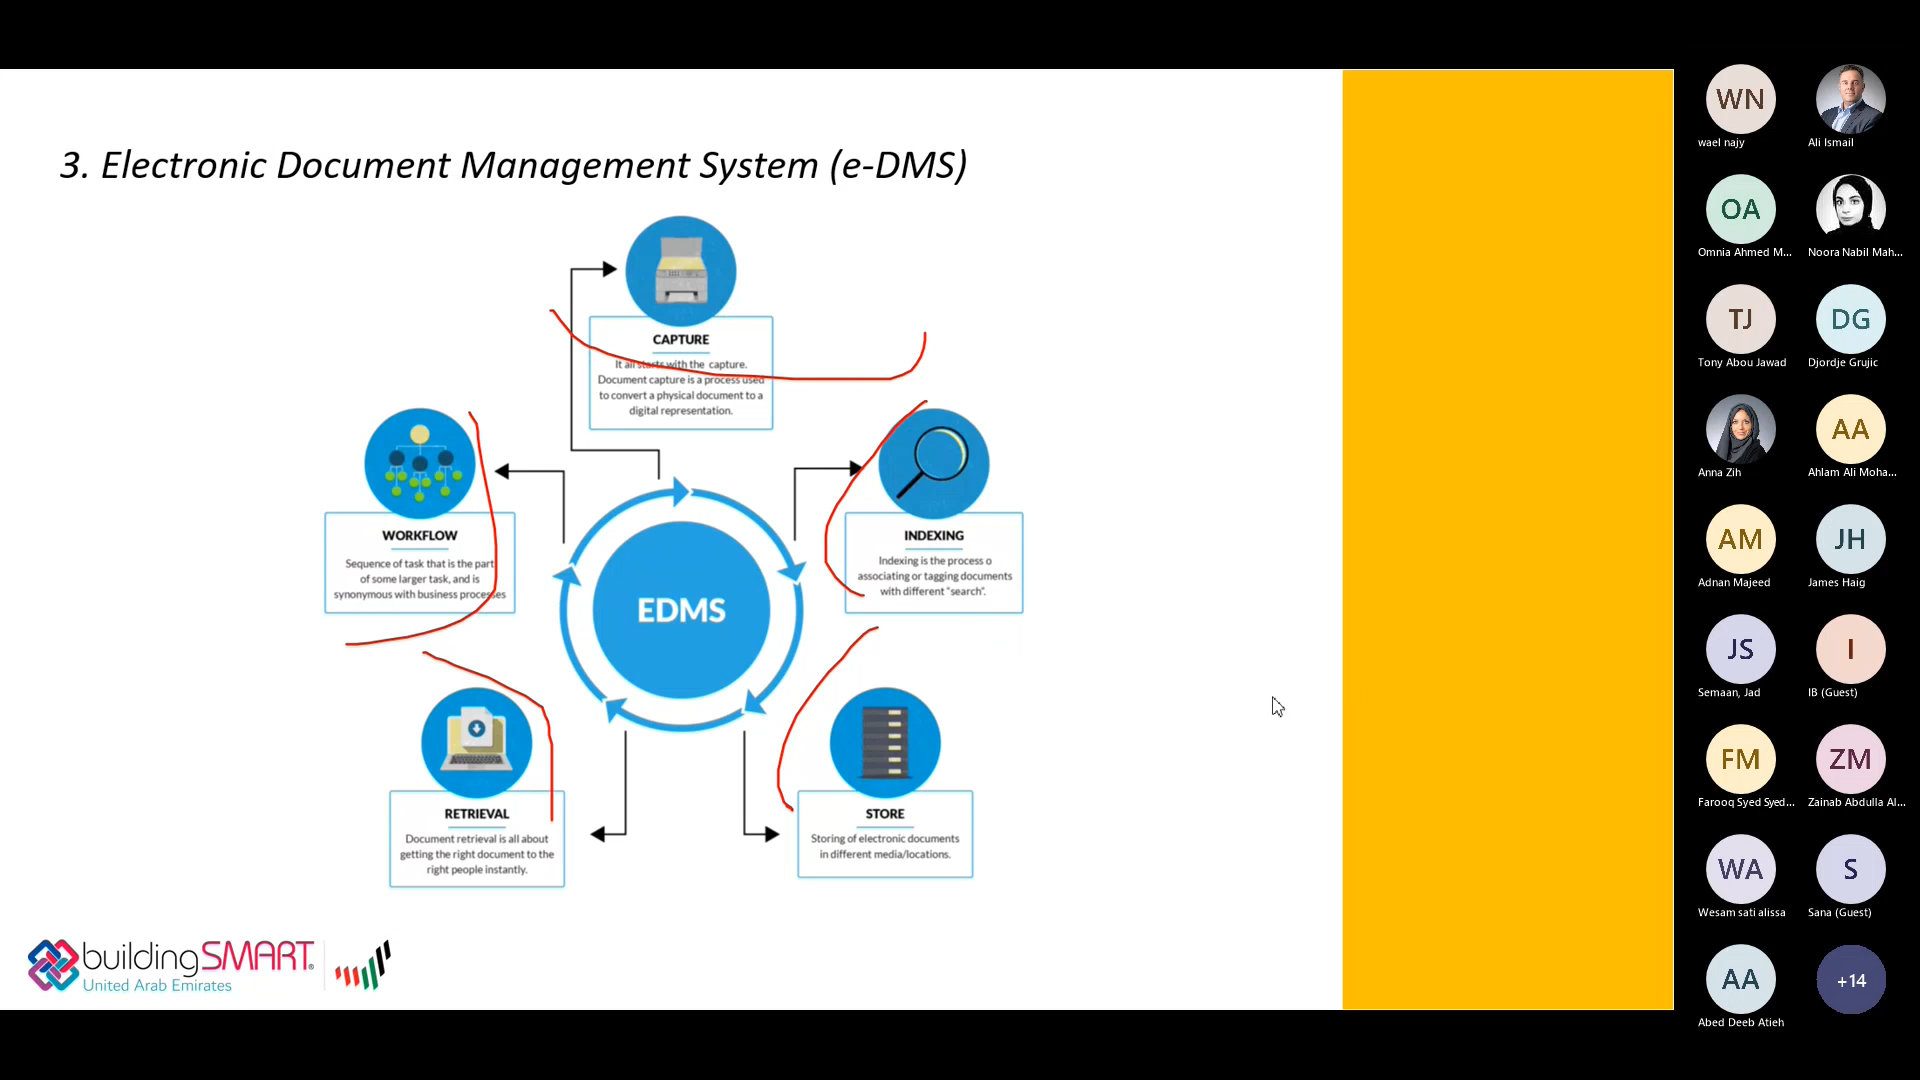 3. Electronic Document Management System (e-DMS)
CAPTURE
It all starts with the capture.
Document capture is a process used
to convert a physical document to a
digital representation.
WORKFLOW
Sequence of task that is the part
of some larger task, and is
synonymous with business processes
INDEXING
Indexing is the process o
associating or tagging documents
with different "search".
EDMS
RETRIEVAL
Document retrieval is all about
getting the right document to the
right people instantly.
STORE
Storing of electronic documents
in different media/locations.
buildingSMART®
United Arab Emirates
WN
wael najy
Ali Ismail
OA
Omnia Ahmed M...
Noora Nabil Mah...
TJ
Tony Abou Jawad
DG
Djordje Grujic
Anna Zih
AA
Ahlam Ali Moha...
AM
Adnan Majeed
JH
James Haig
JS
Semaan, Jad
I
IB (Guest)
FM
Farooq Syed Syed...
ZM
Zainab Abdulla Al...
WA
Wesam sati alissa
S
Sana (Guest)
AA
Abed Deeb Atieh
+14